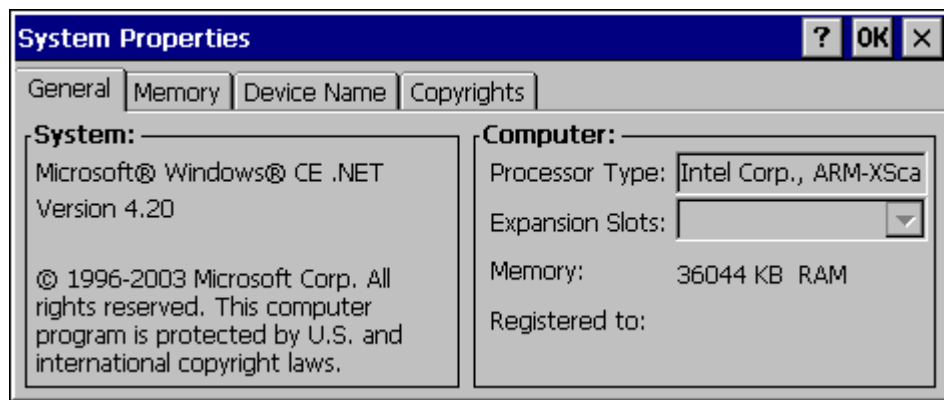 System Properties
? OK ×
General Memory Device Name Copyrights
System:
Microsoft® Windows® CE .NET
Version 4.20
© 1996-2003 Microsoft Corp. All
rights reserved. This computer
program is protected by U.S. and
international copyright laws.
Computer:
Processor Type: Intel Corp., ARM-XSca
Expansion Slots:
Memory: 36044 KB RAM
Registered to: